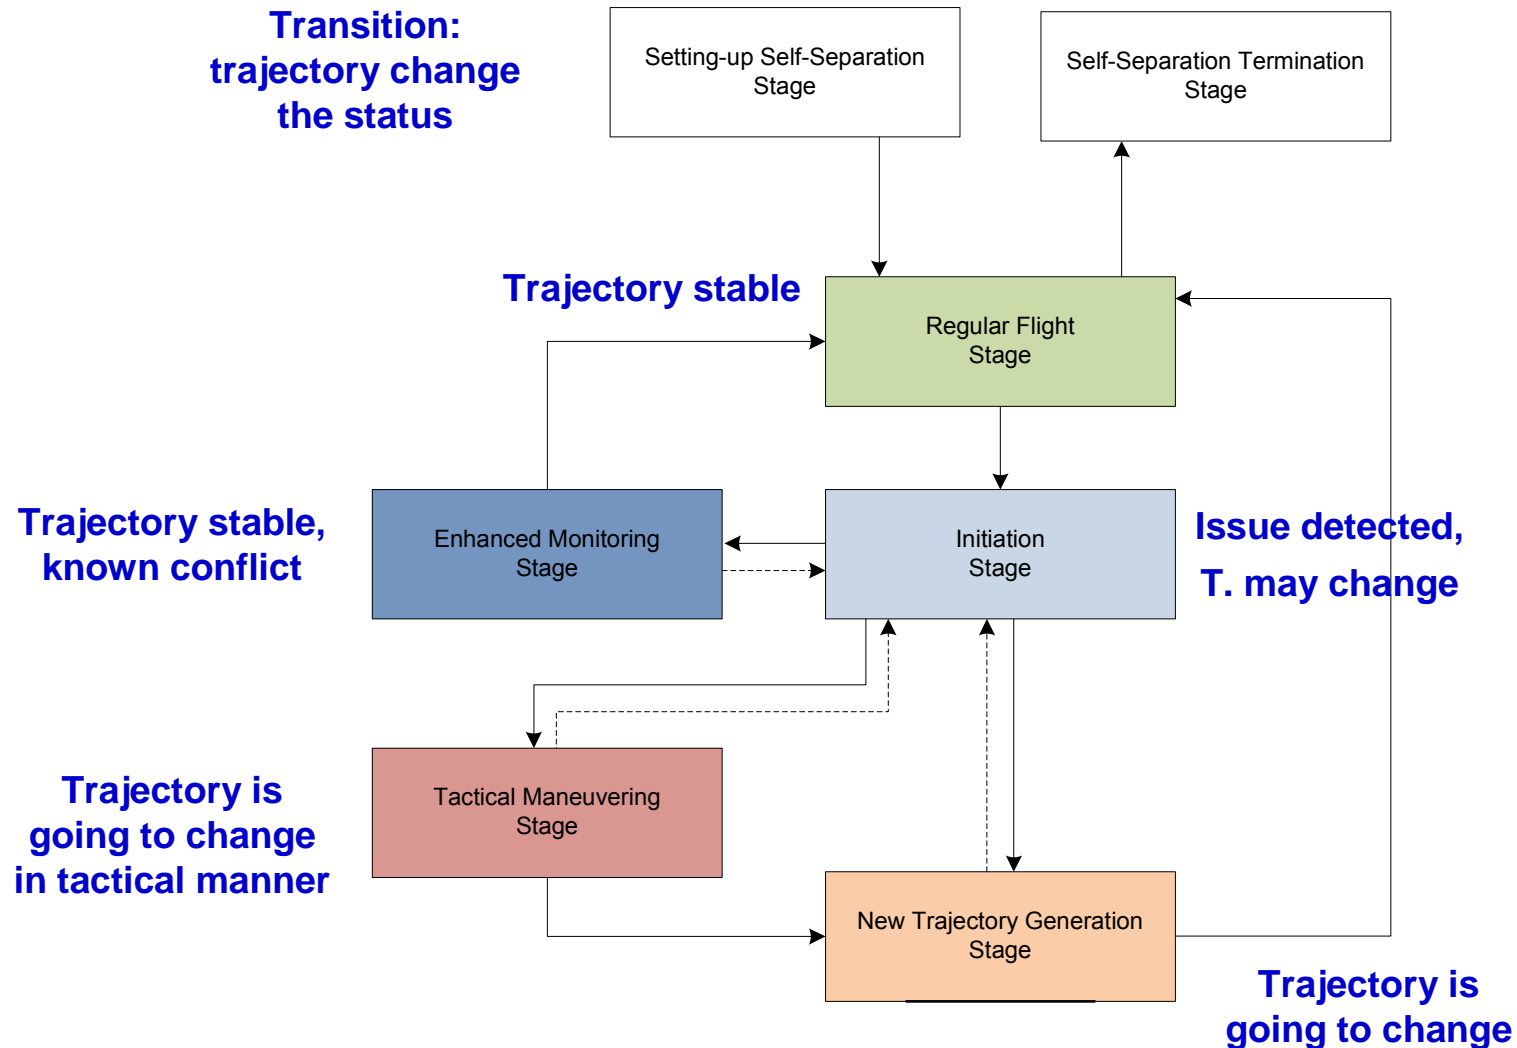 Transition:
trajectory change
the status
Setting-up Self-Separation
Stage
Self-Separation Termination
Stage
Trajectory stable
Regular Flight
Stage
Trajectory stable,
known conflict
Enhanced Monitoring
Stage
Initiation
Stage
Issue detected,
T. may change
Trajectory is
going to change
in tactical manner
Tactical Maneuvering
Stage
New Trajectory Generation
Stage
Trajectory is
going to change